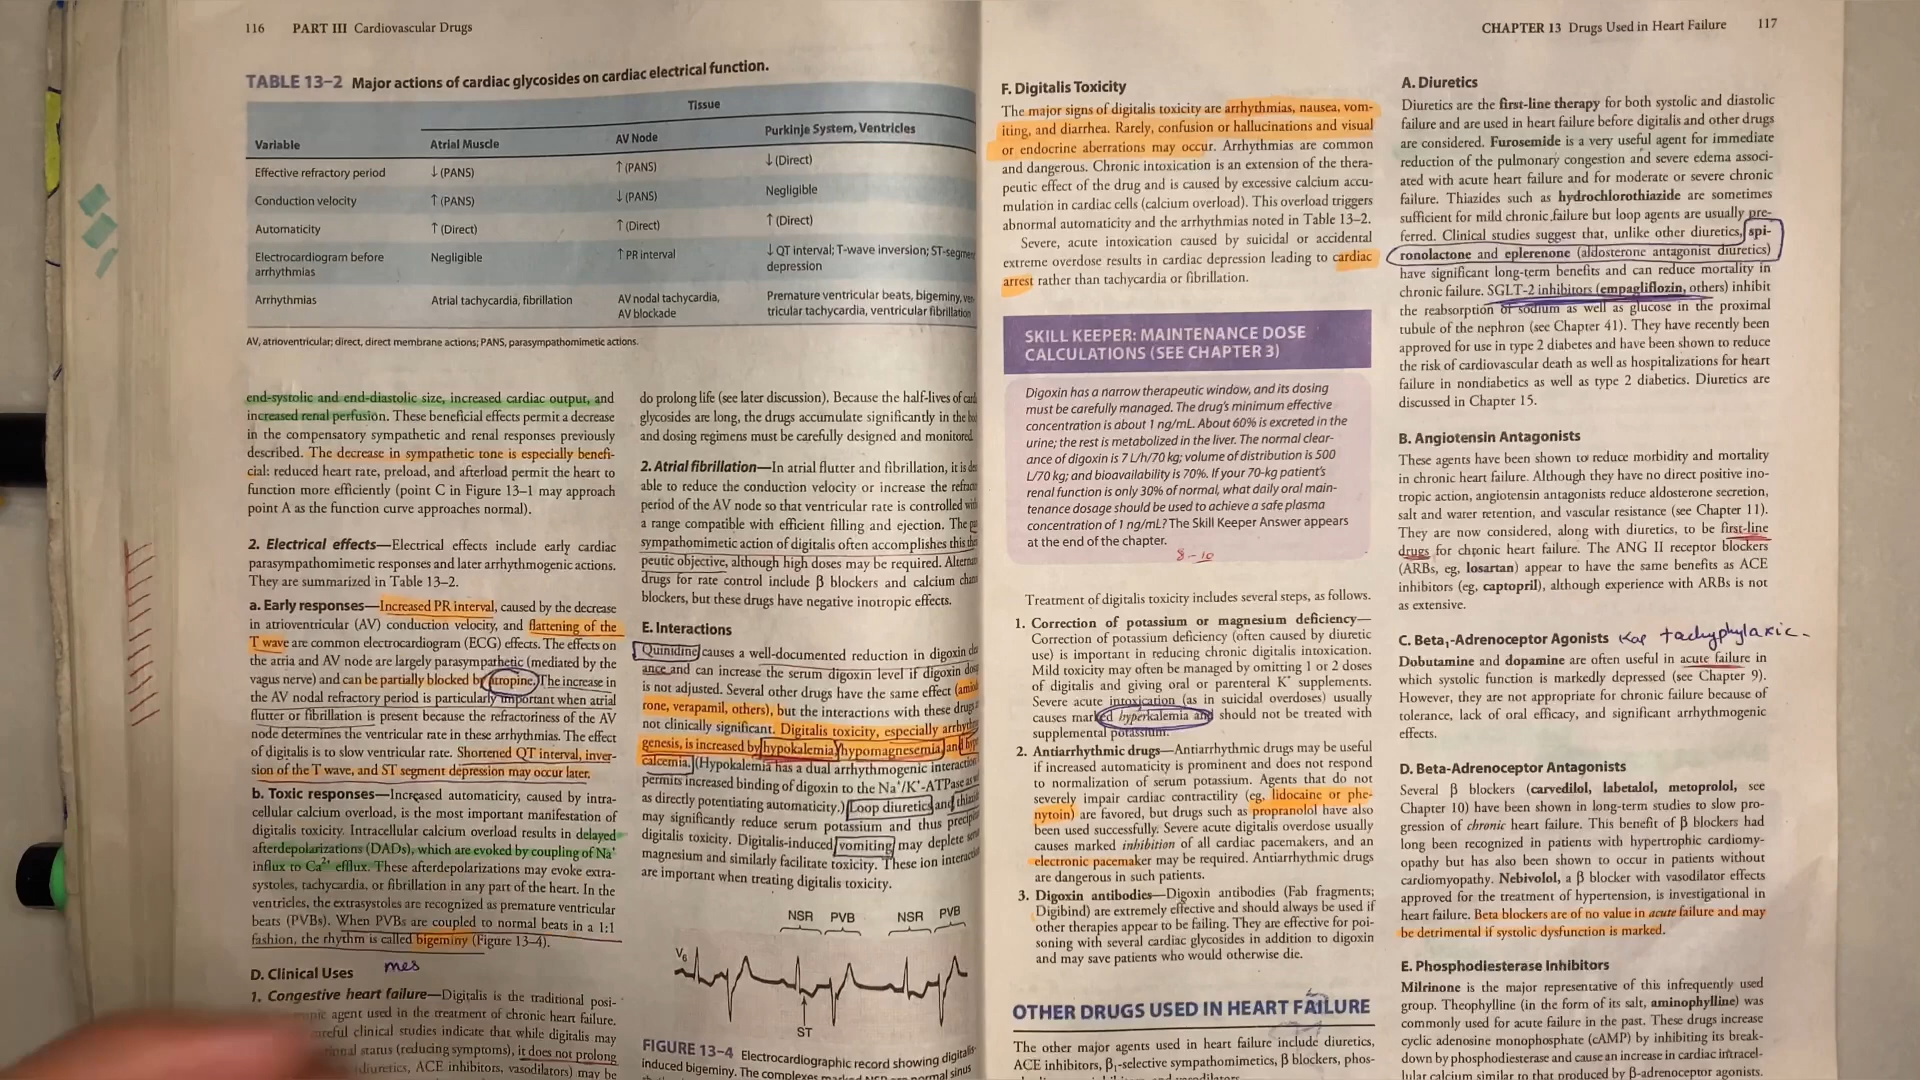 116 PART III Cardiovascular Drugs
TABLE 13–2 Major actions of cardiac glycosides on cardiac electrical function.
Tissue
Variable Atrial Muscle AV Node Purkinje System, Ventricles
Effective refractory period ↓ (PANS) ↑ (PANS) ↓ (Direct)
Conduction velocity ↑ (PANS) ↓ (PANS) Negligible
Automaticity ↑ (Direct) ↑ (Direct) ↑ (Direct)
Electrocardiogram before Negligible ↑ PR interval ↓ QT interval; T-wave inversion; ST-segment
arrhythmias depression
Arrhythmias Atrial tachycardia, fibrillation AV nodal tachycardia, Premature ventricular beats, bigeminy, ven-
AV blockade tricular tachycardia, ventricular fibrillation
AV, atrioventricular; direct, direct membrane actions; PANS, parasympathomimetic actions.
end-systolic and end-diastolic size, increased cardiac output, and
increased renal perfusion. These beneficial effects permit a decrease
in the compensatory sympathetic and renal responses previously
described. The decrease in sympathetic tone is especially benefi-
cial: reduced heart rate, preload, and afterload permit the heart to
function more efficiently (point C in Figure 13–1 may approach
point A as the function curve approaches normal).
2. Electrical effects—Electrical effects include early cardiac
parasympathomimetic responses and later arrhythmogenic actions.
They are summarized in Table 13–2.
a. Early responses—Increased PR interval, caused by the decrease
in atrioventricular (AV) conduction velocity, and flattening of the
T wave are common electrocardiogram (ECG) effects. The effects on
the atria and AV node are largely parasympathetic (mediated by the
vagus nerve) and can be partially blocked by atropine. The increase in
the AV nodal refractory period is particularly important when atrial
flutter or fibrillation is present because the refractoriness of the AV
node determines the ventricular rate in these arrhythmias. The effect
of digitalis is to slow ventricular rate. Shortened QT interval, inver-
sion of the T wave, and ST segment depression may occur later.
b. Toxic responses—Increased automaticity, caused by intra-
cellular calcium overload, is the most important manifestation of
digitalis toxicity. Intracellular calcium overload results in delayed
afterdepolarizations (DADs), which are evoked by coupling of Na⁺
influx to Ca²⁺ efflux. These afterdepolarizations may evoke extra-
systoles, tachycardia, or fibrillation in any part of the heart. In the
ventricles, the extrasystoles are recognized as premature ventricular
beats (PVBs). When PVBs are coupled to normal beats in a 1:1
fashion, the rhythm is called bigeminy (Figure 13–4).
D. Clinical Uses mes
1. Congestive heart failure—Digitalis is the traditional posi-
agent used in the treatment of chronic heart failure.
clinical studies indicate that while digitalis may
status (reducing symptoms), it does not prolong
diuretics, ACE inhibitors, vasodilators) may be
do prolong life (see later discussion). Because the half-lives of
glycosides are long, the drugs accumulate significantly in the
and dosing regimens must be carefully designed and monitored
2. Atrial fibrillation—In atrial flutter and fibrillation, it is
able to reduce the conduction velocity or increase the
period of the AV node so that ventricular rate is controlled
a range compatible with efficient filling and ejection. The
sympathomimetic action of digitalis often accomplishes this
peutic objective, although high doses may be required.
drugs for rate control include β blockers and calcium
blockers, but these drugs have negative inotropic effects.
E. Interactions
Quinidine causes a well-documented reduction in digoxin
ance and can increase the serum digoxin level if digoxin
is not adjusted. Several other drugs have the same effect (amiod
rone, verapamil, others), but the interactions with these drugs
not clinically significant. Digitalis toxicity, especially
genesis, is increased by hypokalemia, hypomagnesemia, and
calcemia. (Hypokalemia has a dual arrhythmogenic interaction
permits increased binding of digoxin to the Na⁺/K⁺-ATPase as
as directly potentiating automaticity.) Loop diuretics and
may significantly reduce serum potassium and thus
digitalis toxicity. Digitalis-induced vomiting may deplete
magnesium and similarly facilitate toxicity. These ion
are important when treating digitalis toxicity.
NSR PVB NSR PVB
V₆
ST
FIGURE 13–4 Electrocardiographic record showing digitalis-
induced bigeminy. The complexes marked NSR are normal sinus
CHAPTER 13 Drugs Used in Heart Failure 117
F. Digitalis Toxicity
The major signs of digitalis toxicity are arrhythmias, nausea, vom-
iting, and diarrhea. Rarely, confusion or hallucinations and visual
or endocrine aberrations may occur. Arrhythmias are common
and dangerous. Chronic intoxication is an extension of the thera-
peutic effect of the drug and is caused by excessive calcium accu-
mulation in cardiac cells (calcium overload). This overload triggers
abnormal automaticity and the arrhythmias noted in Table 13–2.
Severe, acute intoxication caused by suicidal or accidental
extreme overdose results in cardiac depression leading to cardiac
arrest rather than tachycardia or fibrillation.
SKILL KEEPER: MAINTENANCE DOSE
CALCULATIONS (SEE CHAPTER 3)
Digoxin has a narrow therapeutic window, and its dosing
must be carefully managed. The drug's minimum effective
concentration is about 1 ng/mL. About 60% is excreted in the
urine; the rest is metabolized in the liver. The normal clear-
ance of digoxin is 7 L/h/70 kg; volume of distribution is 500
L/70 kg; and bioavailability is 70%. If your 70-kg patient's
renal function is only 30% of normal, what daily oral main-
tenance dosage should be used to achieve a safe plasma
concentration of 1 ng/mL? The Skill Keeper Answer appears
at the end of the chapter.
8-10
Treatment of digitalis toxicity includes several steps, as follows.
1. Correction of potassium or magnesium deficiency—
Correction of potassium deficiency (often caused by diuretic
use) is important in reducing chronic digitalis intoxication.
Mild toxicity may often be managed by omitting 1 or 2 doses
of digitalis and giving oral or parenteral K⁺ supplements.
Severe acute intoxication (as in suicidal overdoses) usually
causes marked hyperkalemia and should not be treated with
supplemental potassium.
2. Antiarrhythmic drugs—Antiarrhythmic drugs may be useful
if increased automaticity is prominent and does not respond
to normalization of serum potassium. Agents that do not
severely impair cardiac contractility (eg, lidocaine or phe-
nytoin) are favored, but drugs such as propranolol have also
been used successfully. Severe acute digitalis overdose usually
causes marked inhibition of all cardiac pacemakers, and an
electronic pacemaker may be required. Antiarrhythmic drugs
are dangerous in such patients.
3. Digoxin antibodies—Digoxin antibodies (Fab fragments;
Digibind) are extremely effective and should always be used if
other therapies appear to be failing. They are effective for poi-
soning with several cardiac glycosides in addition to digoxin
and may save patients who would otherwise die.
OTHER DRUGS USED IN HEART FAILURE
The other major agents used in heart failure include diuretics,
ACE inhibitors, β₁-selective sympathomimetics, β blockers, phos-
A. Diuretics
Diuretics are the first-line therapy for both systolic and diastolic
failure and are used in heart failure before digitalis and other drugs
are considered. Furosemide is a very useful agent for immediate
reduction of the pulmonary congestion and severe edema associ-
ated with acute heart failure and for moderate or severe chronic
failure. Thiazides such as hydrochlorothiazide are sometimes
sufficient for mild chronic failure but loop agents are usually pre-
ferred. Clinical studies suggest that, unlike other diuretics, spi-
ronolactone and eplerenone (aldosterone antagonist diuretics)
have significant long-term benefits and can reduce mortality in
chronic failure. SGLT-2 inhibitors (empagliflozin, others) inhibit
the reabsorption of sodium as well as glucose in the proximal
tubule of the nephron (see Chapter 41). They have recently been
approved for use in type 2 diabetes and have been shown to reduce
the risk of cardiovascular death as well as hospitalizations for heart
failure in nondiabetics as well as type 2 diabetics. Diuretics are
discussed in Chapter 15.
B. Angiotensin Antagonists
These agents have been shown to reduce morbidity and mortality
in chronic heart failure. Although they have no direct positive ino-
tropic action, angiotensin antagonists reduce aldosterone secretion,
salt and water retention, and vascular resistance (see Chapter 11).
They are now considered, along with diuretics, to be first-line
drugs for chronic heart failure. The ANG II receptor blockers
(ARBs, eg, losartan) appear to have the same benefits as ACE
inhibitors (eg, captopril), although experience with ARBs is not
as extensive.
C. Beta₁-Adrenoceptor Agonists tachyphylaxic-
Dobutamine and dopamine are often useful in acute failure in
which systolic function is markedly depressed (see Chapter 9).
However, they are not appropriate for chronic failure because of
tolerance, lack of oral efficacy, and significant arrhythmogenic
effects.
D. Beta-Adrenoceptor Antagonists
Several β blockers (carvedilol, labetalol, metoprolol, see
Chapter 10) have been shown in long-term studies to slow pro-
gression of chronic heart failure. This benefit of β blockers had
long been recognized in patients with hypertrophic cardiomy-
opathy but has also been shown to occur in patients without
cardiomyopathy. Nebivolol, a β blocker with vasodilator effects
approved for the treatment of hypertension, is investigational in
heart failure. Beta blockers are of no value in acute failure and may
be detrimental if systolic dysfunction is marked.
E. Phosphodiesterase Inhibitors
Milrinone is the major representative of this infrequently used
group. Theophylline (in the form of its salt, aminophylline) was
commonly used for acute failure in the past. These drugs increase
cyclic adenosine monophosphate (cAMP) by inhibiting its break-
down by phosphodiesterase and cause an increase in cardiac intracel-
lular calcium similar to that produced by β-adrenoceptor agonists.